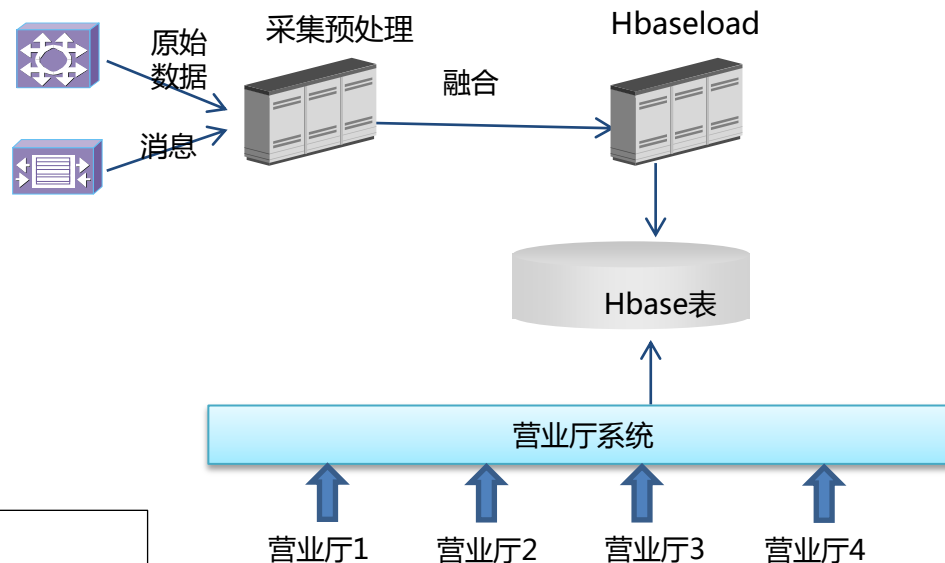 采集预处理
Hbaseload
原始
数据
融合
消息
Hbase表
营业厅系统
营业厅1
营业厅2
营业厅3
营业厅4